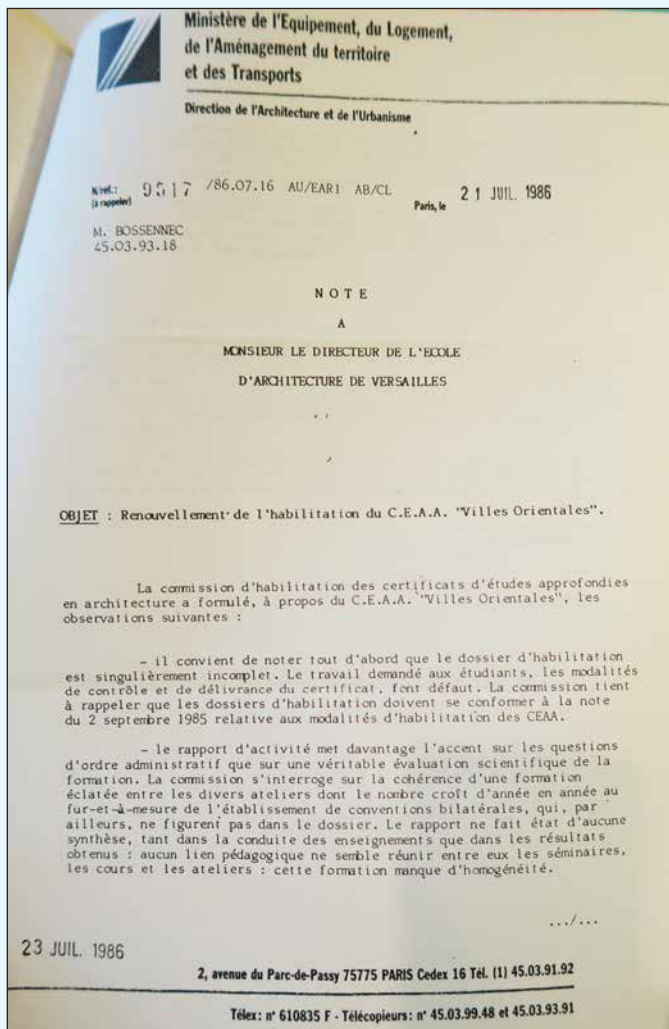 Ministère de l'Equipement, du Logement,
de l'Aménagement du territoire
et des Transports
Direction de l'Architecture et de l'Urbanisme
N/réf.: 9517 /86.07.16 AU/EAR1 AB/CL
(à rappeler)
Paris, le 21 JUIL. 1986
M. BOSSENNEC
45.03.93.18
NOTE
A
MONSIEUR LE DIRECTEUR DE L'ECOLE
D'ARCHITECTURE DE VERSAILLES
OBJET : Renouvellement de l'habilitation du C.E.A.A. "Villes Orientales".
La commission d'habilitation des certificats d'études approfondies
en architecture a formulé, à propos du C.E.A.A. "Villes Orientales", les
observations suivantes :
- il convient de noter tout d'abord que le dossier d'habilitation
est singulièrement incomplet. Le travail demandé aux étudiants, les modalités
de contrôle et de délivrance du certificat, font défaut. La commission tient
à rappeler que les dossiers d'habilitation doivent se conformer à la note
du 2 septembre 1985 relative aux modalités d'habilitation des CEAA.
- le rapport d'activité met davantage l'accent sur les questions
d'ordre administratif que sur une véritable évaluation scientifique de la
formation. La commission s'interroge sur la cohérence d'une formation
éclatée entre les divers ateliers dont le nombre croît d'année en année au
fur-et-à-mesure de l'établissement de conventions bilatérales, qui, par
ailleurs, ne figurent pas dans le dossier. Le rapport ne fait état d'aucune
synthèse, tant dans la conduite des enseignements que dans les résultats
obtenus : aucun lien pédagogique ne semble réunir entre eux les séminaires,
les cours et les ateliers : cette formation manque d'homogénéité.
.../...
23 JUIL. 1986
2, avenue du Parc-de-Passy 75775 PARIS Cedex 16 Tél. (1) 45.03.91.92
Télex: n° 610835 F - Télécopieurs: n° 45.03.99.48 et 45.03.93.91